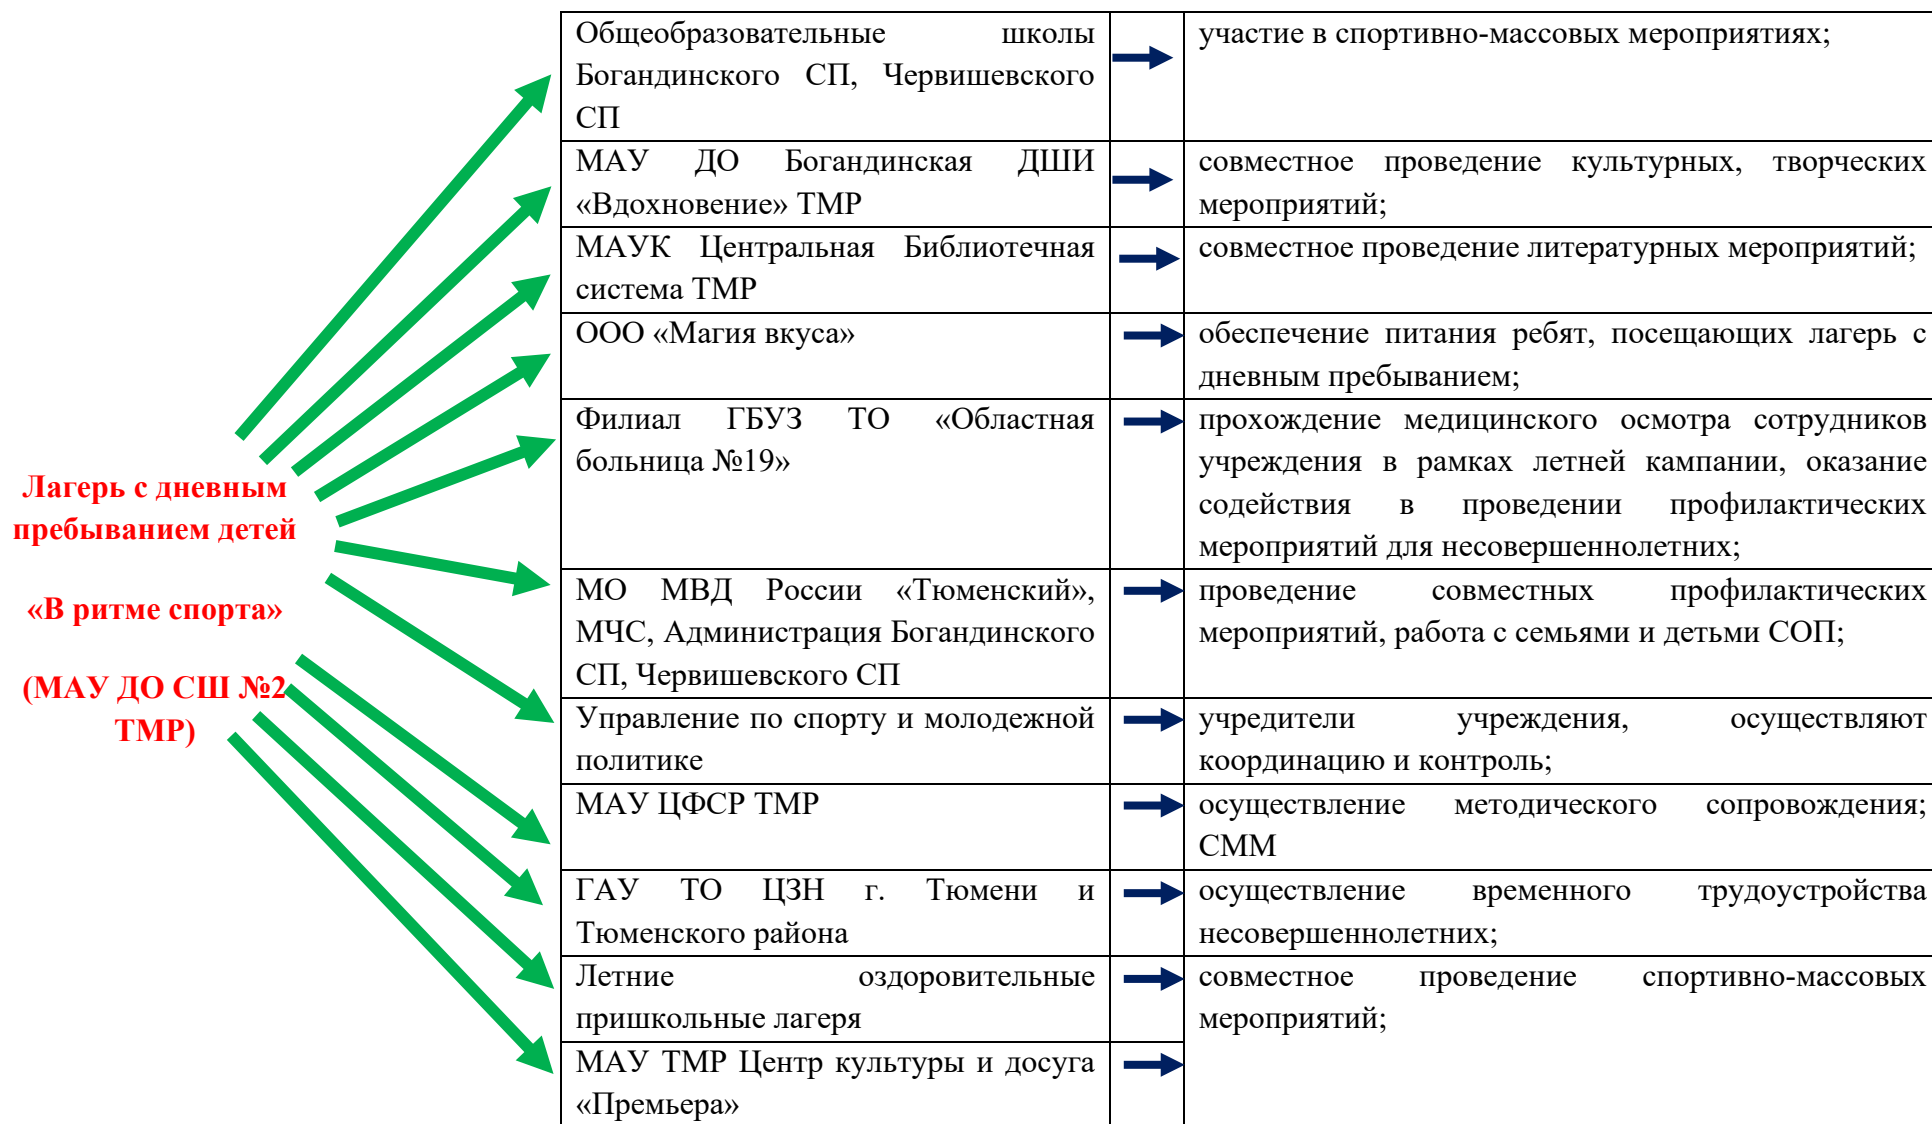 Лагерь с дневным
пребыванием детей
«В ритме спорта»
(МАУ ДО СШ №2
ТМР)
Общеобразовательные школы
Богандинского СП, Червишевского
СП
участие в спортивно-массовых мероприятиях;
МАУ ДО Богандинская ДШИ
«Вдохновение» ТМР
совместное проведение культурных, творческих
мероприятий;
МАУК Центральная Библиотечная
система ТМР
совместное проведение литературных мероприятий;
ООО «Магия вкуса»
обеспечение питания ребят, посещающих лагерь с
дневным пребыванием;
Филиал ГБУЗ ТО «Областная
больница №19»
прохождение медицинского осмотра сотрудников
учреждения в рамках летней кампании, оказание
содействия в проведении профилактических
мероприятий для несовершеннолетних;
МО МВД России «Тюменский»,
МЧС, Администрация Богандинского
СП, Червишевского СП
проведение совместных профилактических
мероприятий, работа с семьями и детьми СОП;
Управление по спорту и молодежной
политике
учредители учреждения, осуществляют
координацию и контроль;
МАУ ЦФСР ТМР
осуществление методического сопровождения;
СММ
ГАУ ТО ЦЗН г. Тюмени и
Тюменского района
осуществление временного трудоустройства
несовершеннолетних;
Летние оздоровительные
пришкольные лагеря
совместное проведение спортивно-массовых
мероприятий;
МАУ ТМР Центр культуры и досуга
«Премьера»